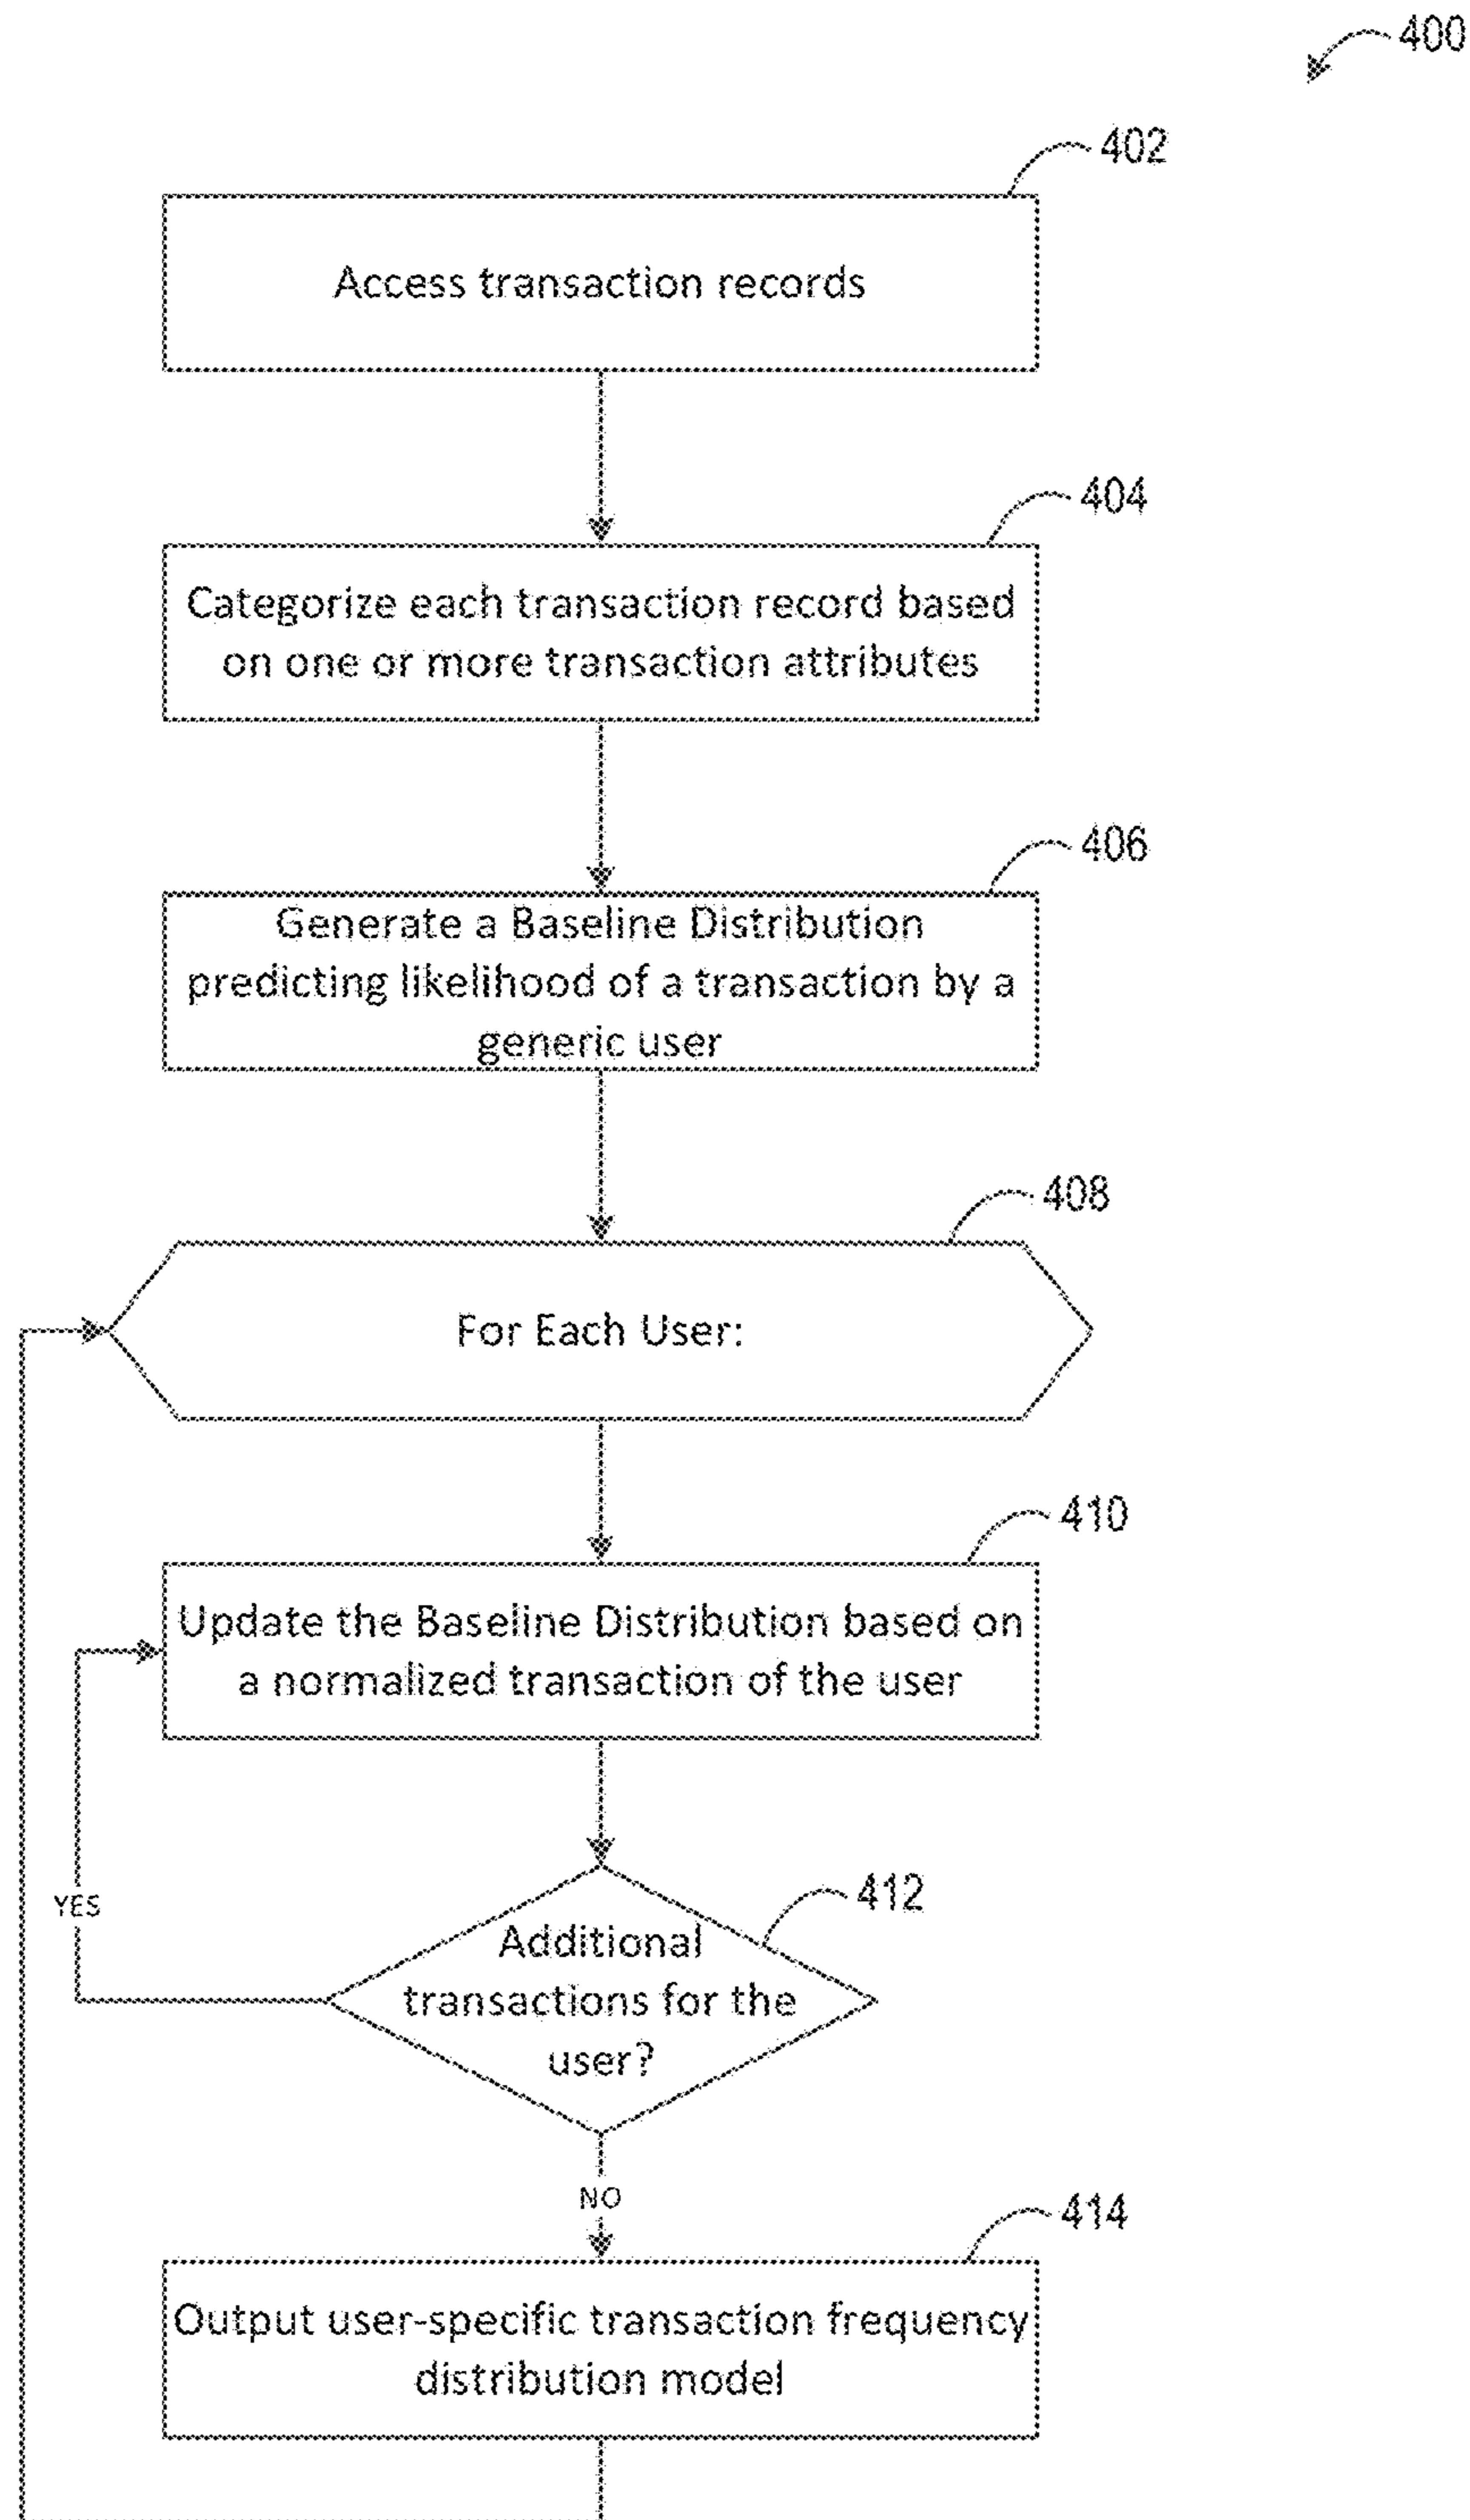 400
402
Access transaction records
404
Categorize each transaction record based
on one or more transaction attributes
406
Generate a Baseline Distribution
predicting likelihood of a transaction by a
generic user
408
For Each User:
410
Update the Baseline Distribution based on
a normalized transaction of the user
412
Additional
transactions for the
user?
YES
NO
414
Output user-specific transaction frequency
distribution model